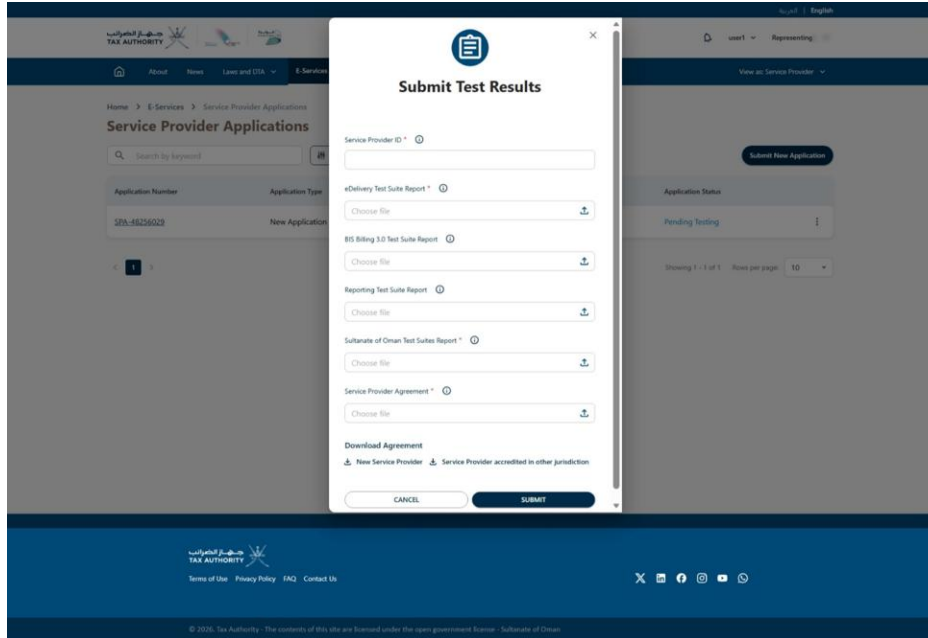 العربية | English
جهاز الضرائب
TAX AUTHORITY
user1
Representing
About
News
Laws and DTA
E-Services
View as: Service Provider
Home > E-Services > Service Provider Applications
Service Provider Applications
Search by keyword
Submit New Application
Application Number
Application Type
Application Status
SPA-48256029
New Application
Pending Testing
< 1 >
Showing 1 - 1 of 1
Rows per page
10
Submit Test Results
Service Provider ID *
eDelivery Test Suite Report *
Choose file
BIS Billing 3.0 Test Suite Report
Choose file
Reporting Test Suite Report
Choose file
Sultanate of Oman Test Suites Report *
Choose file
Service Provider Agreement *
Choose file
Download Agreement
New Service Provider
Service Provider accredited in other jurisdiction
CANCEL
SUBMIT
جهاز الضرائب
TAX AUTHORITY
Terms of Use
Privacy Policy
FAQ
Contact Us
© 2025. Tax Authority - The contents of this site are licensed under the open government license - Sultanate of Oman